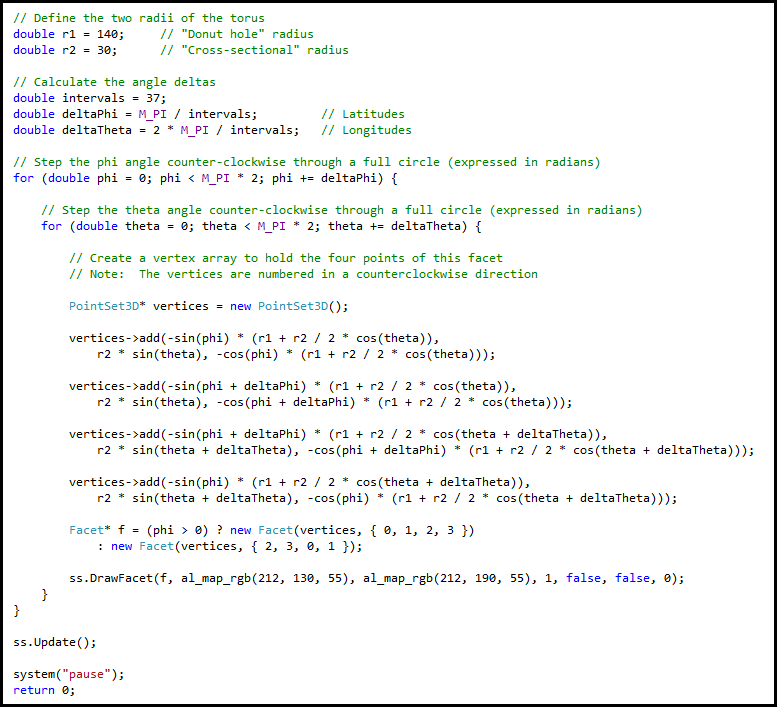 // Define the two radii of the torus
double r1 = 140;     // "Donut hole" radius
double r2 = 30;      // "Cross-sectional" radius
// Calculate the angle deltas
double intervals = 37;
double deltaPhi = M_PI / intervals;         // Latitudes
double deltaTheta = 2 * M_PI / intervals;   // Longitudes
// Step the phi angle counter-clockwise through a full circle (expressed in radians)
for (double phi = 0; phi < M_PI * 2; phi += deltaPhi) {
    // Step the theta angle counter-clockwise through a full circle (expressed in radians)
    for (double theta = 0; theta < M_PI * 2; theta += deltaTheta) {
        // Create a vertex array to hold the four points of this facet
        // Note:  The vertices are numbered in a counterclockwise direction
        PointSet3D* vertices = new PointSet3D();
        vertices->add(-sin(phi) * (r1 + r2 / 2 * cos(theta)),
            r2 * sin(theta), -cos(phi) * (r1 + r2 / 2 * cos(theta)));
        vertices->add(-sin(phi + deltaPhi) * (r1 + r2 / 2 * cos(theta)),
            r2 * sin(theta), -cos(phi + deltaPhi) * (r1 + r2 / 2 * cos(theta)));
        vertices->add(-sin(phi + deltaPhi) * (r1 + r2 / 2 * cos(theta + deltaTheta)),
            r2 * sin(theta + deltaTheta), -cos(phi + deltaPhi) * (r1 + r2 / 2 * cos(theta + deltaTheta)));
        vertices->add(-sin(phi) * (r1 + r2 / 2 * cos(theta + deltaTheta)),
            r2 * sin(theta + deltaTheta), -cos(phi) * (r1 + r2 / 2 * cos(theta + deltaTheta)));
        Facet* f = (phi > 0) ? new Facet(vertices, { 0, 1, 2, 3 })
            : new Facet(vertices, { 2, 3, 0, 1 });
        ss.DrawFacet(f, al_map_rgb(212, 130, 55), al_map_rgb(212, 190, 55), 1, false, false, 0);
    }
}
ss.Update();
system("pause");
return 0;